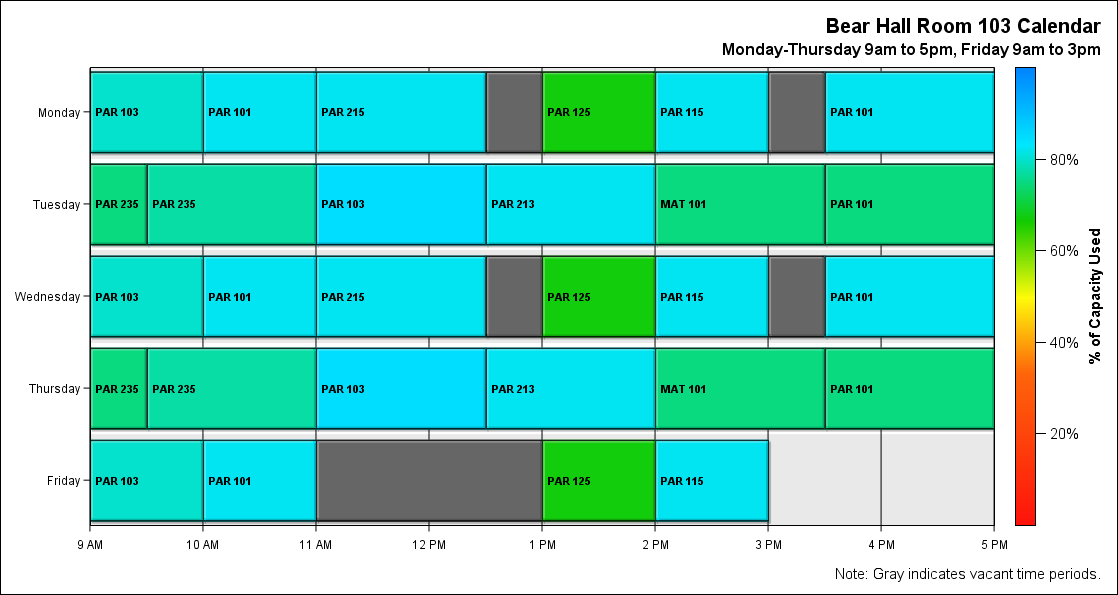 Bear Hall Room 103 Calendar
Monday-Thursday 9am to 5pm, Friday 9am to 3pm
Monday PAR 103 PAR 101 PAR 215 PAR 125 PAR 115 PAR 101
Tuesday PAR 235 PAR 235 PAR 103 PAR 213 MAT 101 PAR 101
Wednesday PAR 103 PAR 101 PAR 215 PAR 125 PAR 115 PAR 101
Thursday PAR 235 PAR 235 PAR 103 PAR 213 MAT 101 PAR 101
Friday PAR 103 PAR 101 PAR 125 PAR 115
9 AM 10 AM 11 AM 12 PM 1 PM 2 PM 3 PM 4 PM 5 PM
80%
60%
40%
20%
% of Capacity Used
Note: Gray indicates vacant time periods.